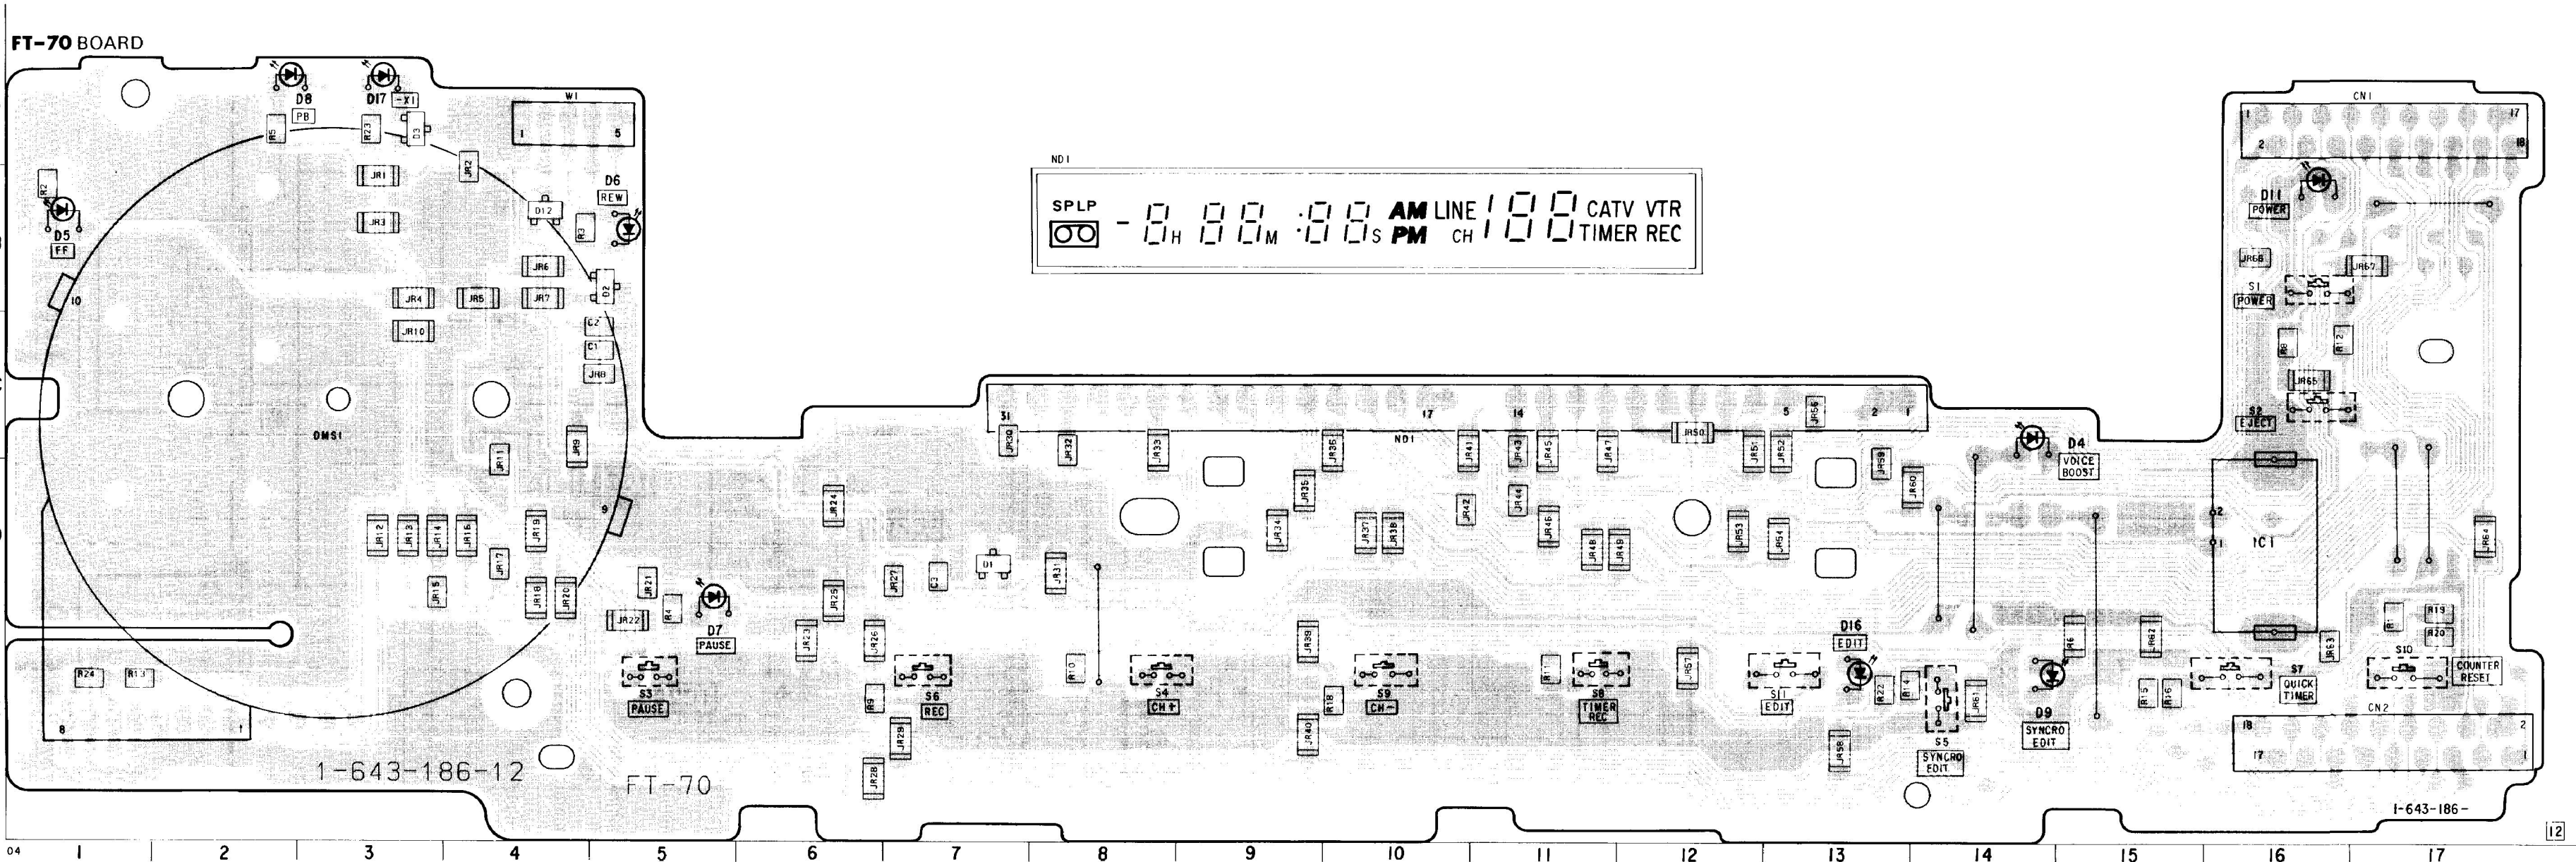 FT-70 BOARD
D8
PB
D17
-X1
R5
R23
D3
W1
1 5
CN1
1 17
2 18
R2
D5
FF
JR1
JR2
JR3
D12
D6
REW
R3
ND1
SPLP
- 8H 88M :88S AM LINE 188 CATV VTR
PM CH TIMER REC
D11
POWER
JR66
JR67
S1
POWER
10
JR4
JR5
JR6
JR7
D2
JR10
C2
C1
JR8
R8
R12
JR65
S2
EJECT
DMS1
JR9
JR11
31 17 14 5 2 1
ND1
JR30
JR32
JR33
JR36
JR41
JR43
JR45
JR47
JR50
JR51
JR52
JR56
JR59
JR60
D4
VOICE
BOOST
9
JR12
JR13
JR14
JR16
JR19
JR17
JR15
JR18
JR20
JR24
JR25
JR21
R4
JR22
D7
PAUSE
JR27
C3
D1
JR31
JR34
JR35
JR37
JR38
JR42
JR44
JR46
JR48
JR49
JR53
JR54
2
1
IC1
JR64
R24
R13
8 1
S3
PAUSE
JR23
JR26
R9
S6
REC
JR29
JR28
R10
S4
CH+
JR39
R18
JR40
S9
CH-
R11
S8
TIMER
REC
JR57
S11
EDIT
D16
EDIT
R22
R14
JR58
S5
SYNCRO
EDIT
JR61
D9
SYNCRO
EDIT
R6
JR62
R15
R16
S7
QUICK
TIMER
JR63
R1
R19
R20
S10
COUNTER
RESET
CN2
18 2
17 1
1-643-186-12
FT-70
1-643-186-
12
04 1 2 3 4 5 6 7 8 9 10 11 12 13 14 15 16 17